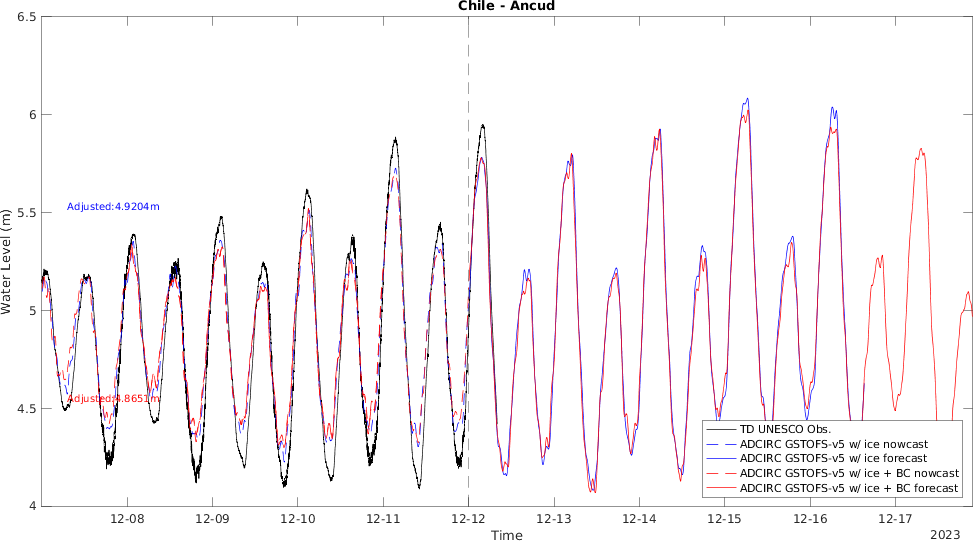 Chile - Ancud
6.5
6
5.5
5
4.5
4
Water Level (m)
Adjusted:4.9204m
Adjusted:4.8651m
TD UNESCO Obs.
ADCIRC GSTOFS-v5 w/ ice nowcast
ADCIRC GSTOFS-v5 w/ ice forecast
ADCIRC GSTOFS-v5 w/ ice + BC nowcast
ADCIRC GSTOFS-v5 w/ ice + BC forecast
12-08 12-09 12-10 12-11 12-12 12-13 12-14 12-15 12-16 12-17
Time
2023